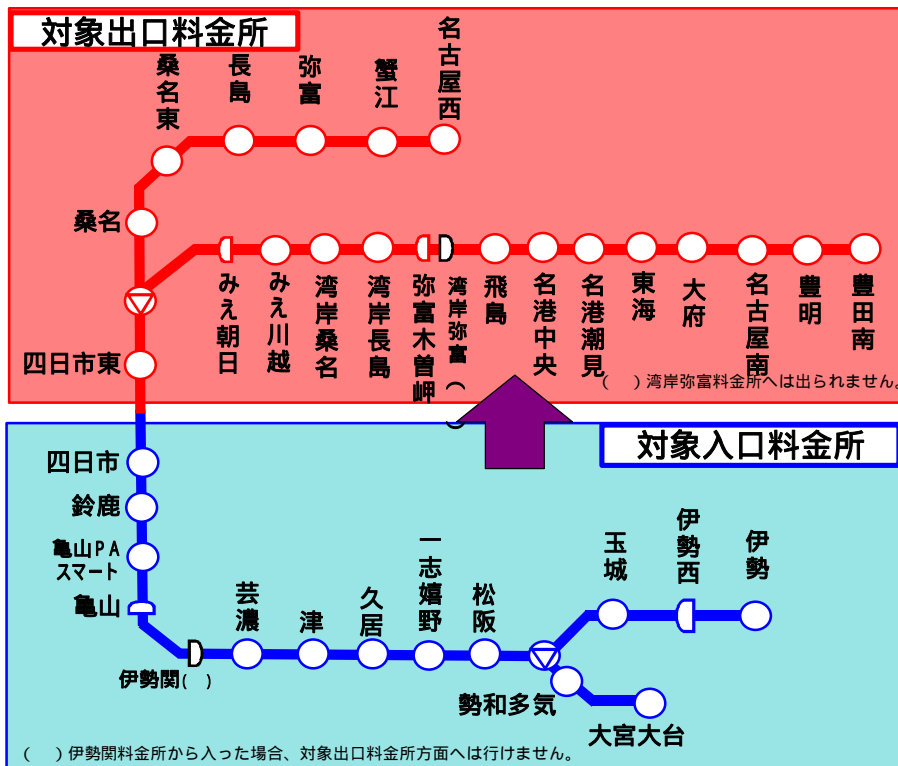 対象出口料金所
桑名東
長島
弥富
蟹江
名古屋西
桑名
みえ朝日
みえ川越
湾岸桑名
湾岸長島
弥富木曽岬
湾岸弥富( )
飛島
名港中央
名港潮見
東海
大府
名古屋南
豊明
豊田南
四日市東
( )湾岸弥富料金所へは出られません。
対象入口料金所
四日市
鈴鹿
亀山PA
スマート
亀山
伊勢関( )
芸濃
津
久居
一志嬉野
松阪
玉城
伊勢西
伊勢
勢和多気
大宮大台
( )伊勢関料金所から入った場合、対象出口料金所方面へは行けません。